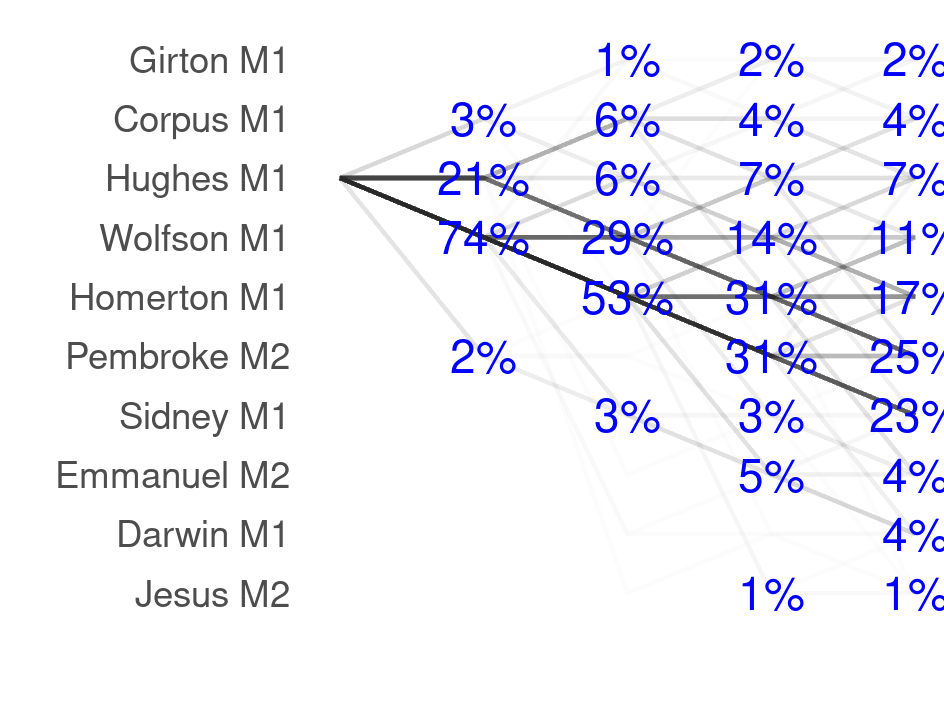 Girton M1 1% 2% 2%
Corpus M1 3% 6% 4% 4%
Hughes M1 21% 6% 7% 7%
Wolfson M1 74% 29% 14% 11%
Homerton M1 53% 31% 17%
Pembroke M2 2% 31% 25%
Sidney M1 3% 3% 23%
Emmanuel M2 5% 4%
Darwin M1 4%
Jesus M2 1% 1%